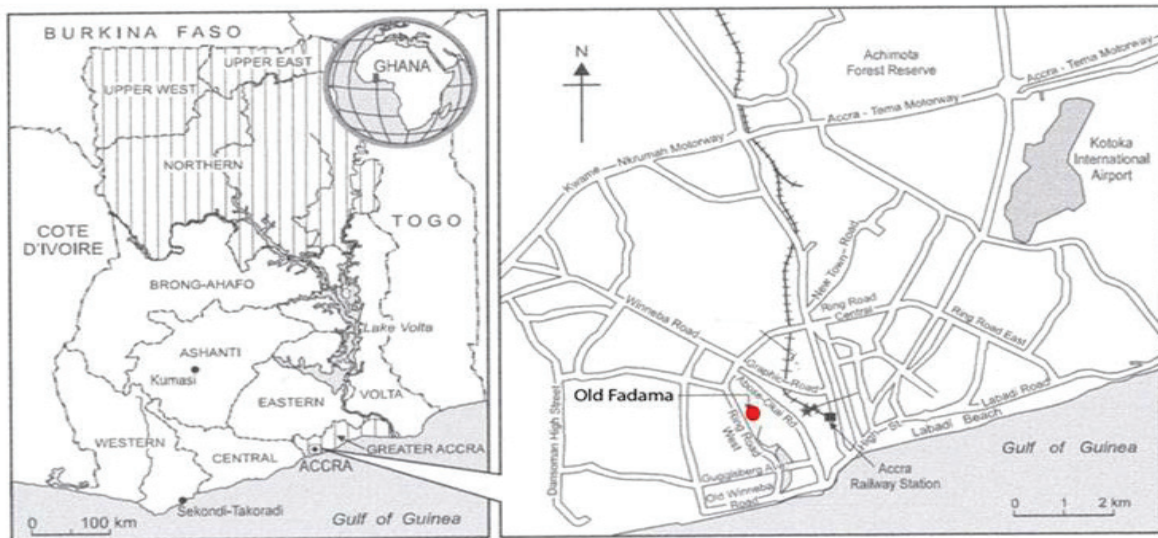 BURKINA FASO
UPPER EAST
UPPER WEST
GHANA
NORTHERN
COTE
D'IVOIRE
TOGO
BRONG-AHAFO
Lake Volta
ASHANTI
Kumasi
EASTERN
VOLTA
WESTERN
CENTRAL
GREATER ACCRA
ACCRA
Sekondi-Takoradi
Gulf of Guinea
0 100 km
N
Achimota
Forest Reserve
Accra - Tema Motorway
Accra - Tema Motorway
Kwame Nkrumah Motorway
Kotoka
International
Airport
New Town Road
Winneba Road
Ring Road
Central
Ring Road East
Graphic Road
Old Fadama
Abose-Okai Rd
Ring Road
West
Labadi Road
Labadi Beach
High St
Dansoman High Street
Guggisberg A
Old Winneba
Road
Accra
Railway Station
Gulf of Guinea
0 1 2 km